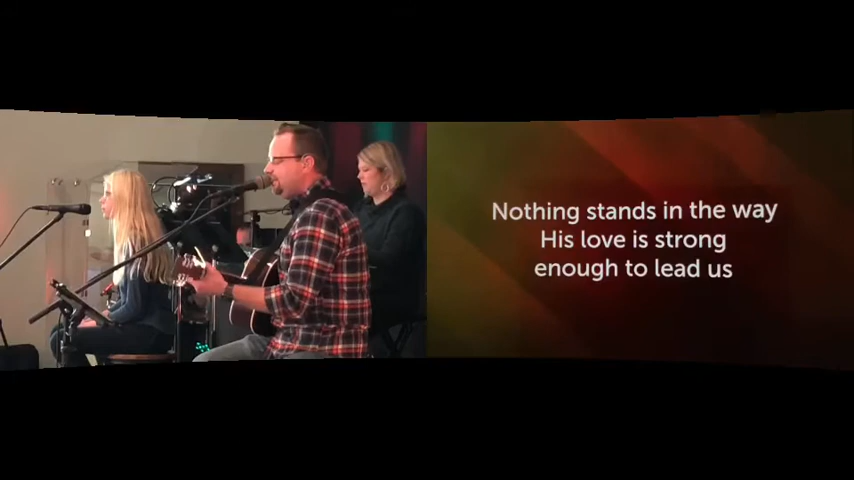 Nothing stands in the way
His love is strong
enough to lead us